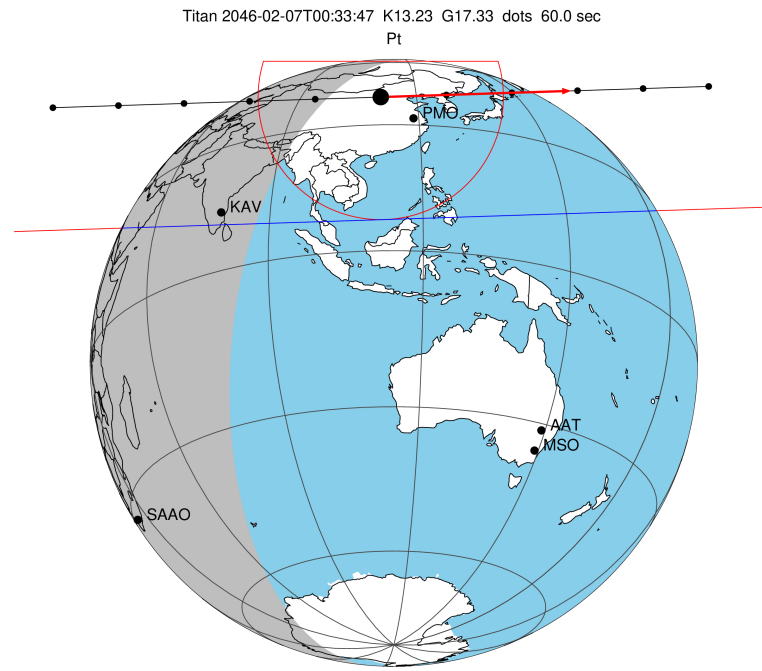 Titan 2046-02-07T00:33:47 K13.23 G17.33 dots 60.0 sec
Pt
PMO
KAV
AAT
MSO
SAAO